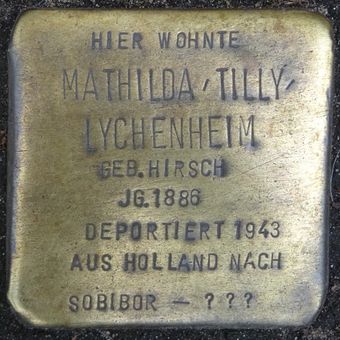 HIER WOHNTE
MATHILDA ‚TILLY‚
LYCHENHEIM
GEB. HIRSCH
JG. 1886
DEPORTIERT 1943
AUS HOLLAND NACH
SOBIBOR – ???